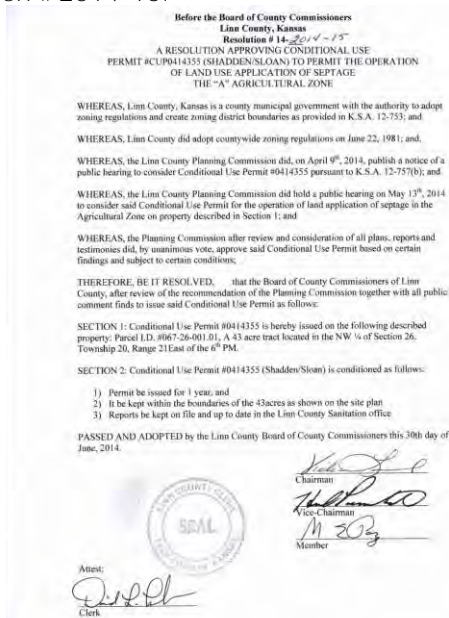 Before the Board of County Commissioners
Linn County, Kansas
Resolution # 14-2014-15
A RESOLUTION APPROVING CONDITIONAL USE
PERMIT #CUP0414355 (SHADDEN/SLOAN) TO PERMIT THE OPERATION
OF LAND USE APPLICATION OF SEPTAGE
THE "A" AGRICULTURAL ZONE
WHEREAS, Linn County, Kansas is a county municipal government with the authority to adopt
zoning regulations and create zoning district boundaries as provided in K.S.A. 12-753; and
WHEREAS, Linn County did adopt countywide zoning regulations on June 22, 1981; and,
WHEREAS, the Linn County Planning Commission did, on April 9th, 2014, publish a notice of a
public hearing to consider Conditional Use Permit #0414355 pursuant to K.S.A. 12-757(b); and
WHEREAS, the Linn County Planning Commission did hold a public hearing on May 13th, 2014
to consider said Conditional Use Permit for the operation of land application of septage in the
Agricultural Zone on property described in Section 1; and
WHEREAS, the Planning Commission after review and consideration of all plans, reports and
testimonies did, by unanimous vote, approve said Conditional Use Permit based on certain
findings and subject to certain conditions;
THEREFORE, BE IT RESOLVED, that the Board of County Commissioners of Linn
County, after review of the recommendation of the Planning Commission together with all public
comment finds to issue said Conditional Use Permit as follows:
SECTION 1: Conditional Use Permit #0414355 is hereby issued on the following described
property: Parcel I.D. #067-26-001.01, A 43 acre tract located in the NW ¼ of Section 26,
Township 20, Range 21East of the 6th PM.
SECTION 2: Conditional Use Permit #0414355 (Shadden/Sloan) is conditioned as follows:
1) Permit be issued for 1 year, and
2) It be kept within the boundaries of the 43acres as shown on the site plan
3) Reports be kept on file and up to date in the Linn County Sanitation office
PASSED AND ADOPTED by the Linn County Board of County Commissioners this 30th day of
June, 2014.
Chairman
Vice-Chairman
Member
SEAL
Attest:
Clerk